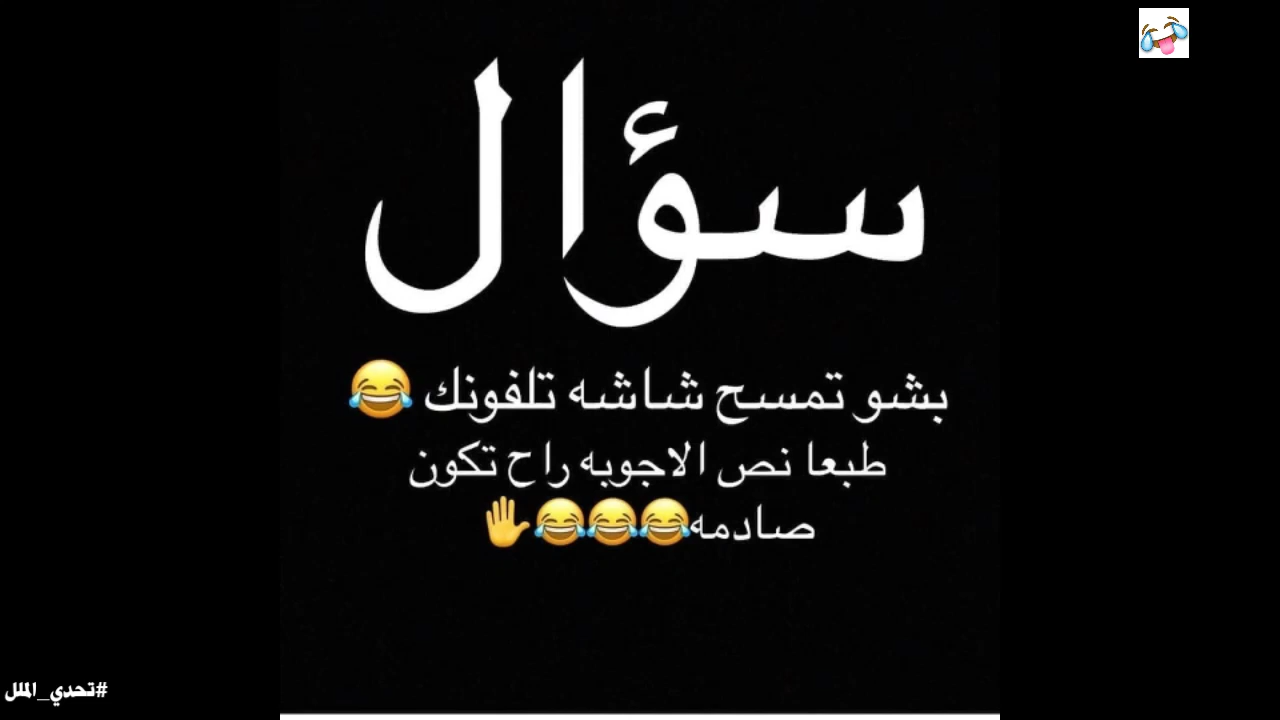 سؤال
بشو تمسح شاشه تلفونك 😂
طبعا نص الاجوبه راح تكون
صادمه😂😂😂✋
#تحدي_الملل